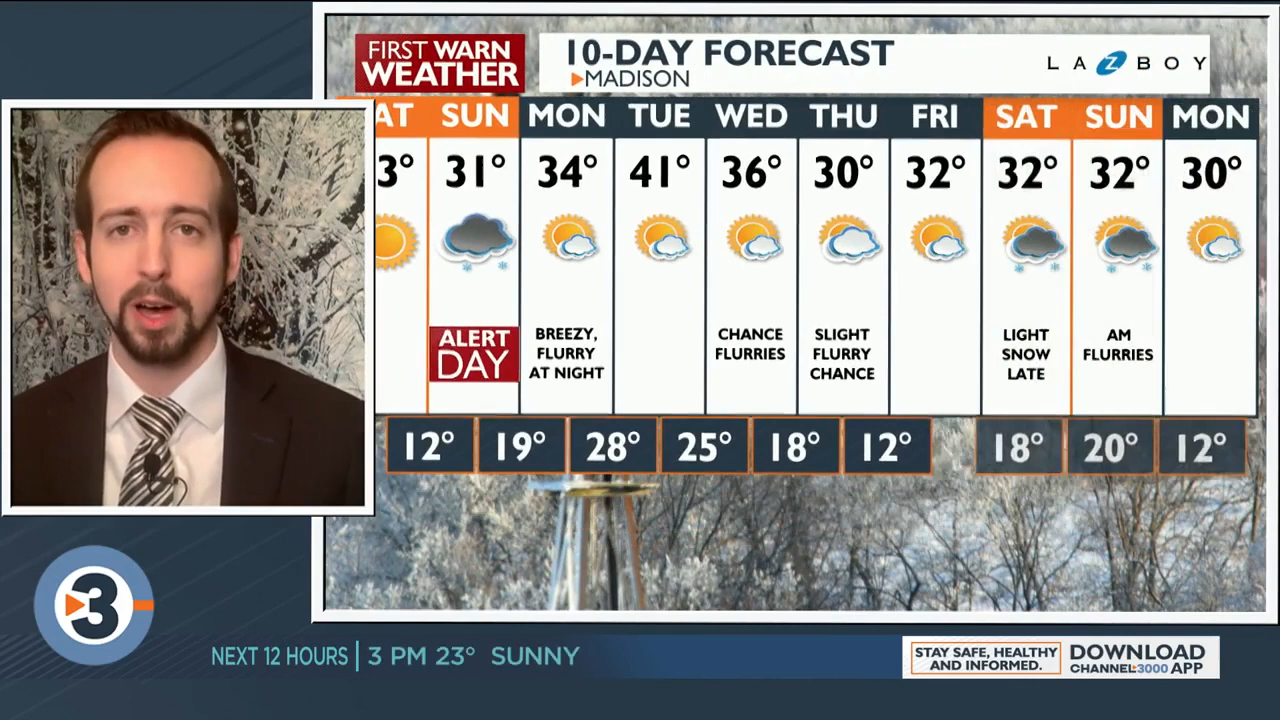 FIRST WARN
WEATHER
10-DAY FORECAST
MADISON
LA Z BOY
AT SUN MON TUE WED THU FRI SAT SUN MON
3° 31° 34° 41° 36° 30° 32° 32° 32° 30°
ALERT
DAY
BREEZY,
FLURRY
AT NIGHT
CHANCE
FLURRIES
SLIGHT
FLURRY
CHANCE
LIGHT
SNOW
LATE
AM
FLURRIES
12° 19° 28° 25° 18° 12° 18° 20° 12°
3
NEXT 12 HOURS 3 PM 23° SUNNY
STAY SAFE, HEALTHY
AND INFORMED.
DOWNLOAD
CHANNEL3000 APP